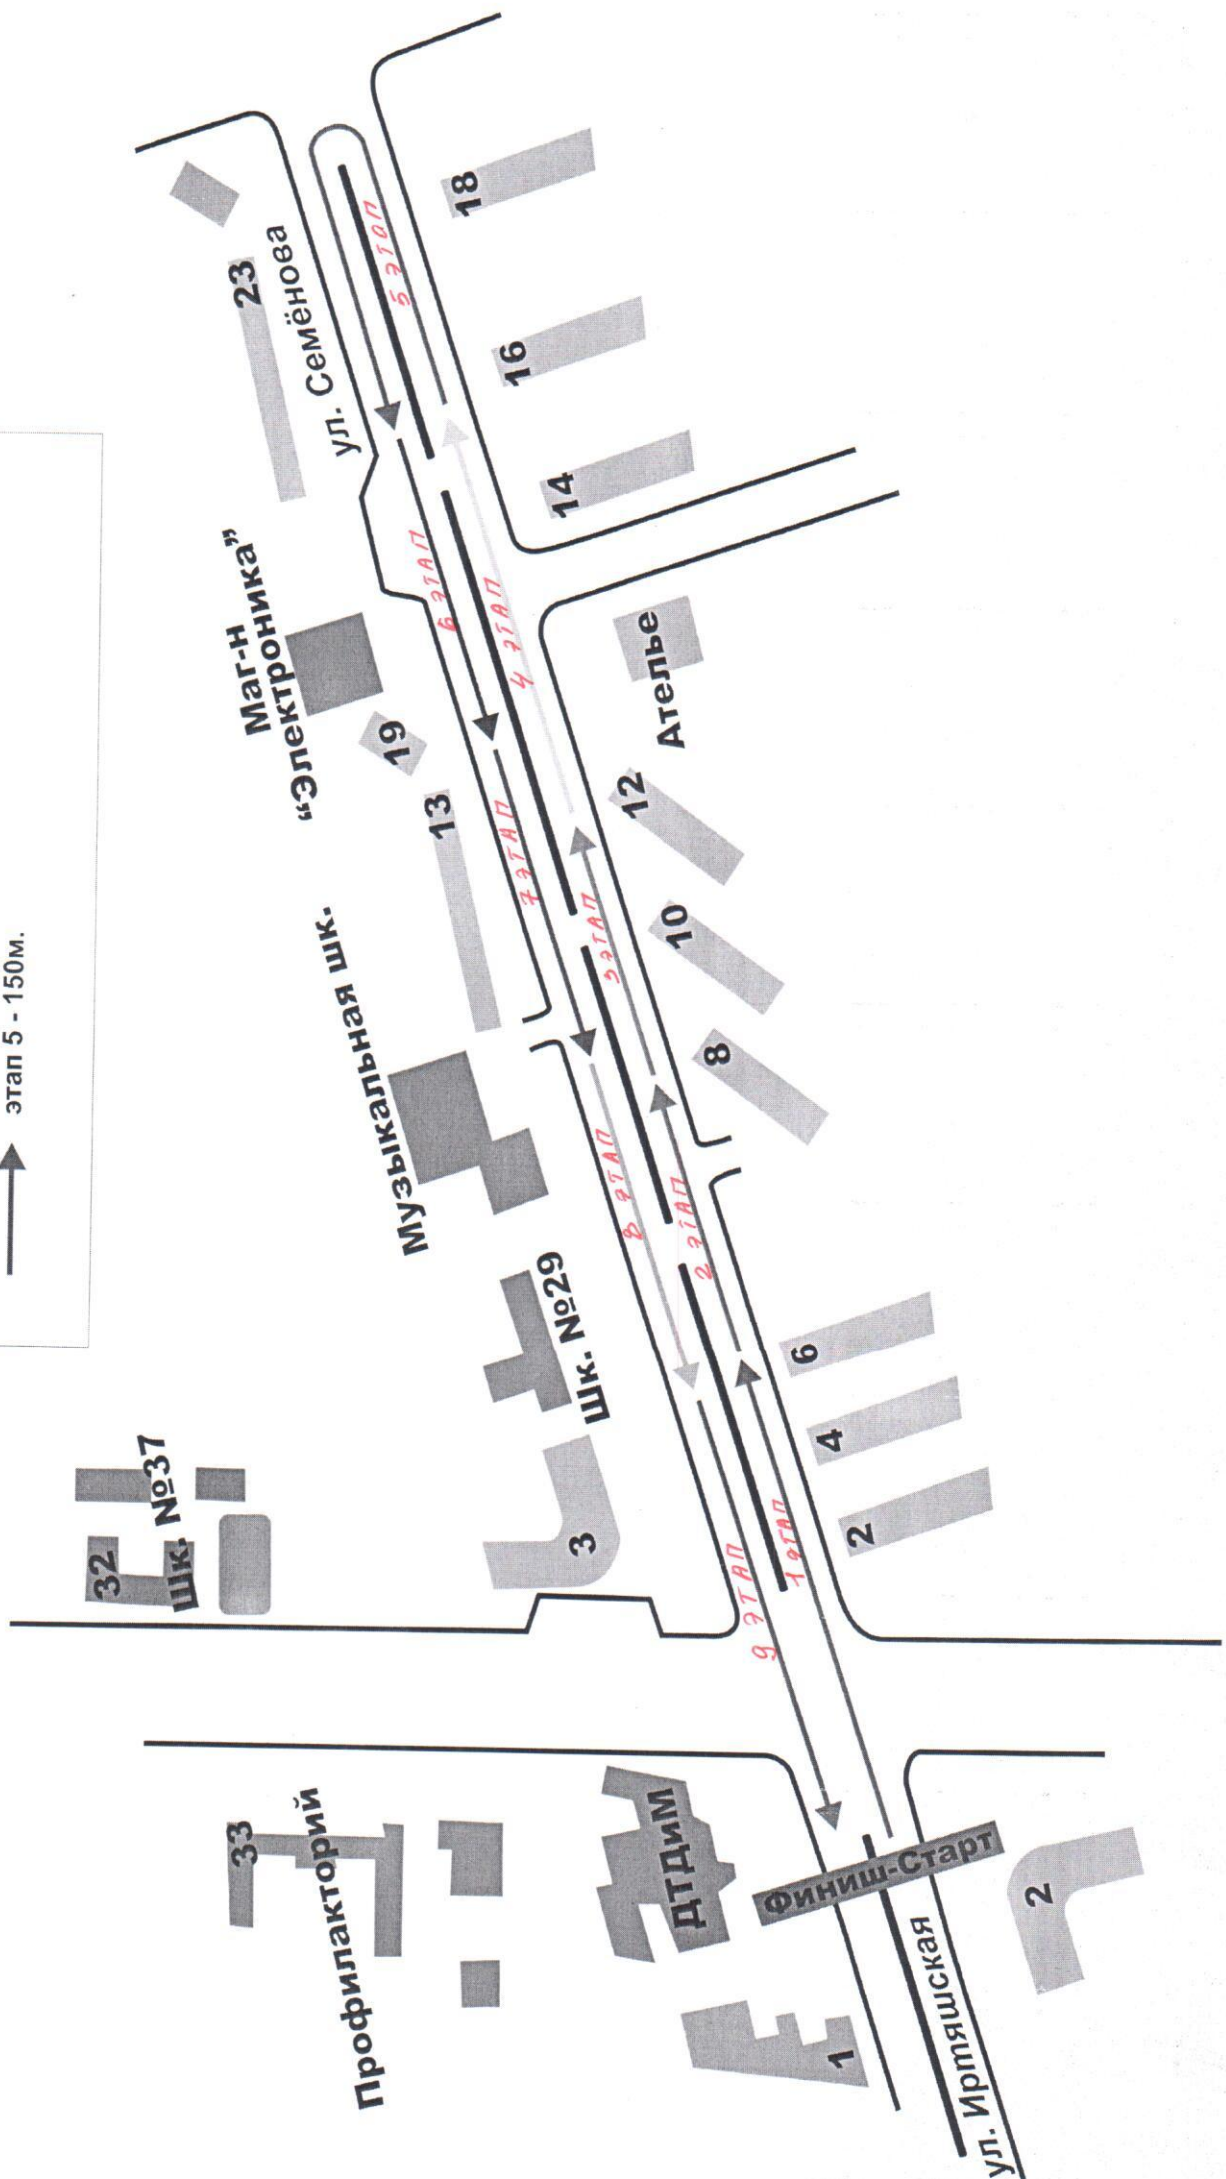 этап 5 - 150м.
23
ул. Семёнова
18
16
14
Маг-н
“Электроника”
19
13
Ателье
12
10
8
Музыкальная шк.
Шк. №29
6
4
2
3
32
Шк. №37
33
Профилакторий
ДТДиМ
Финиш-Старт
1
2
ул. Иртяшская
1 этап
2 ЭТАП
3 ЭТАП
4 ЭТАП
5 ЭТОП
6 ЭТАП
7 ЭТАП
8 ЭТАП
9 ЭТАП